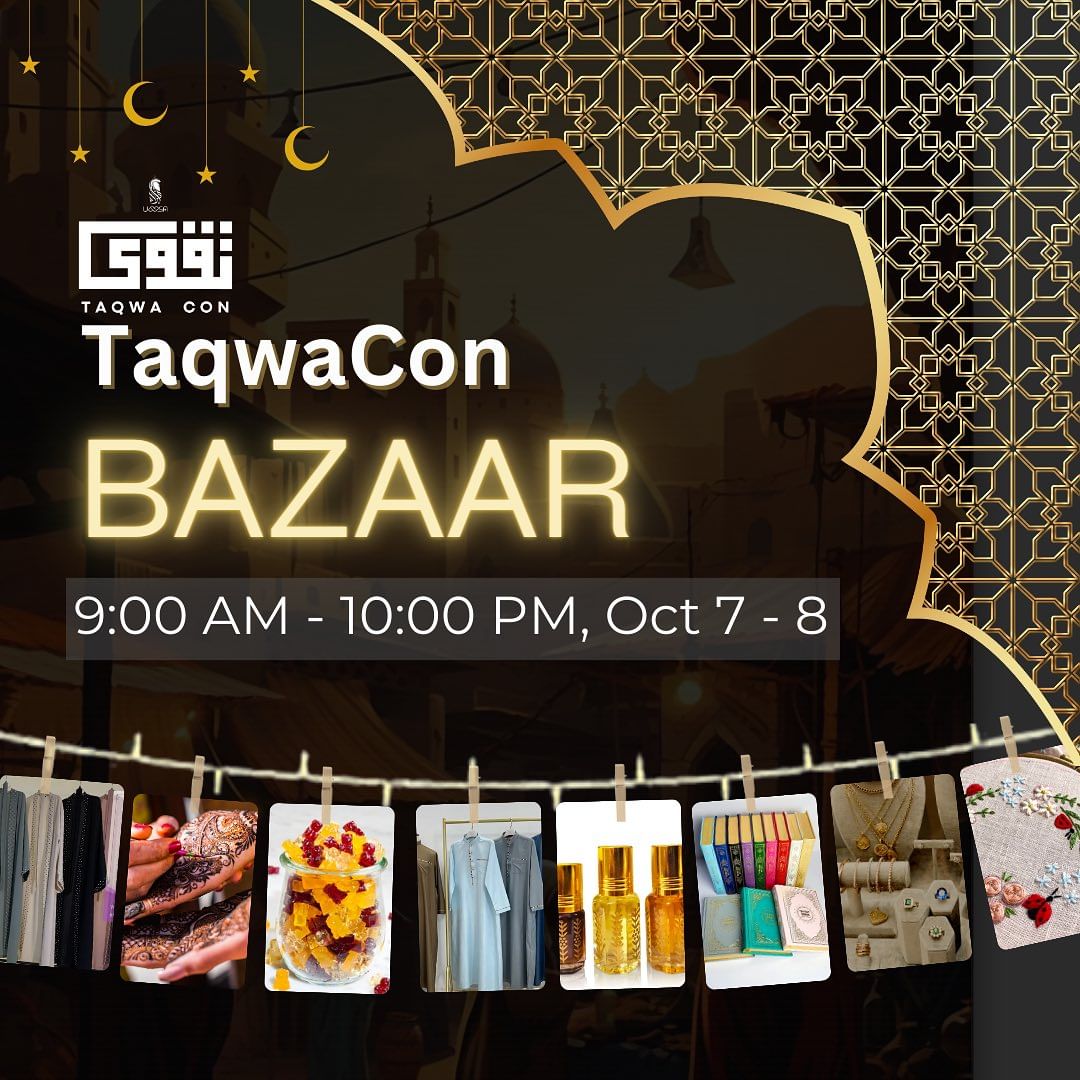 تقوى
TAQWA CON
TaqwaCon
BAZAAR
9:00 AM - 10:00 PM, Oct 7 - 8